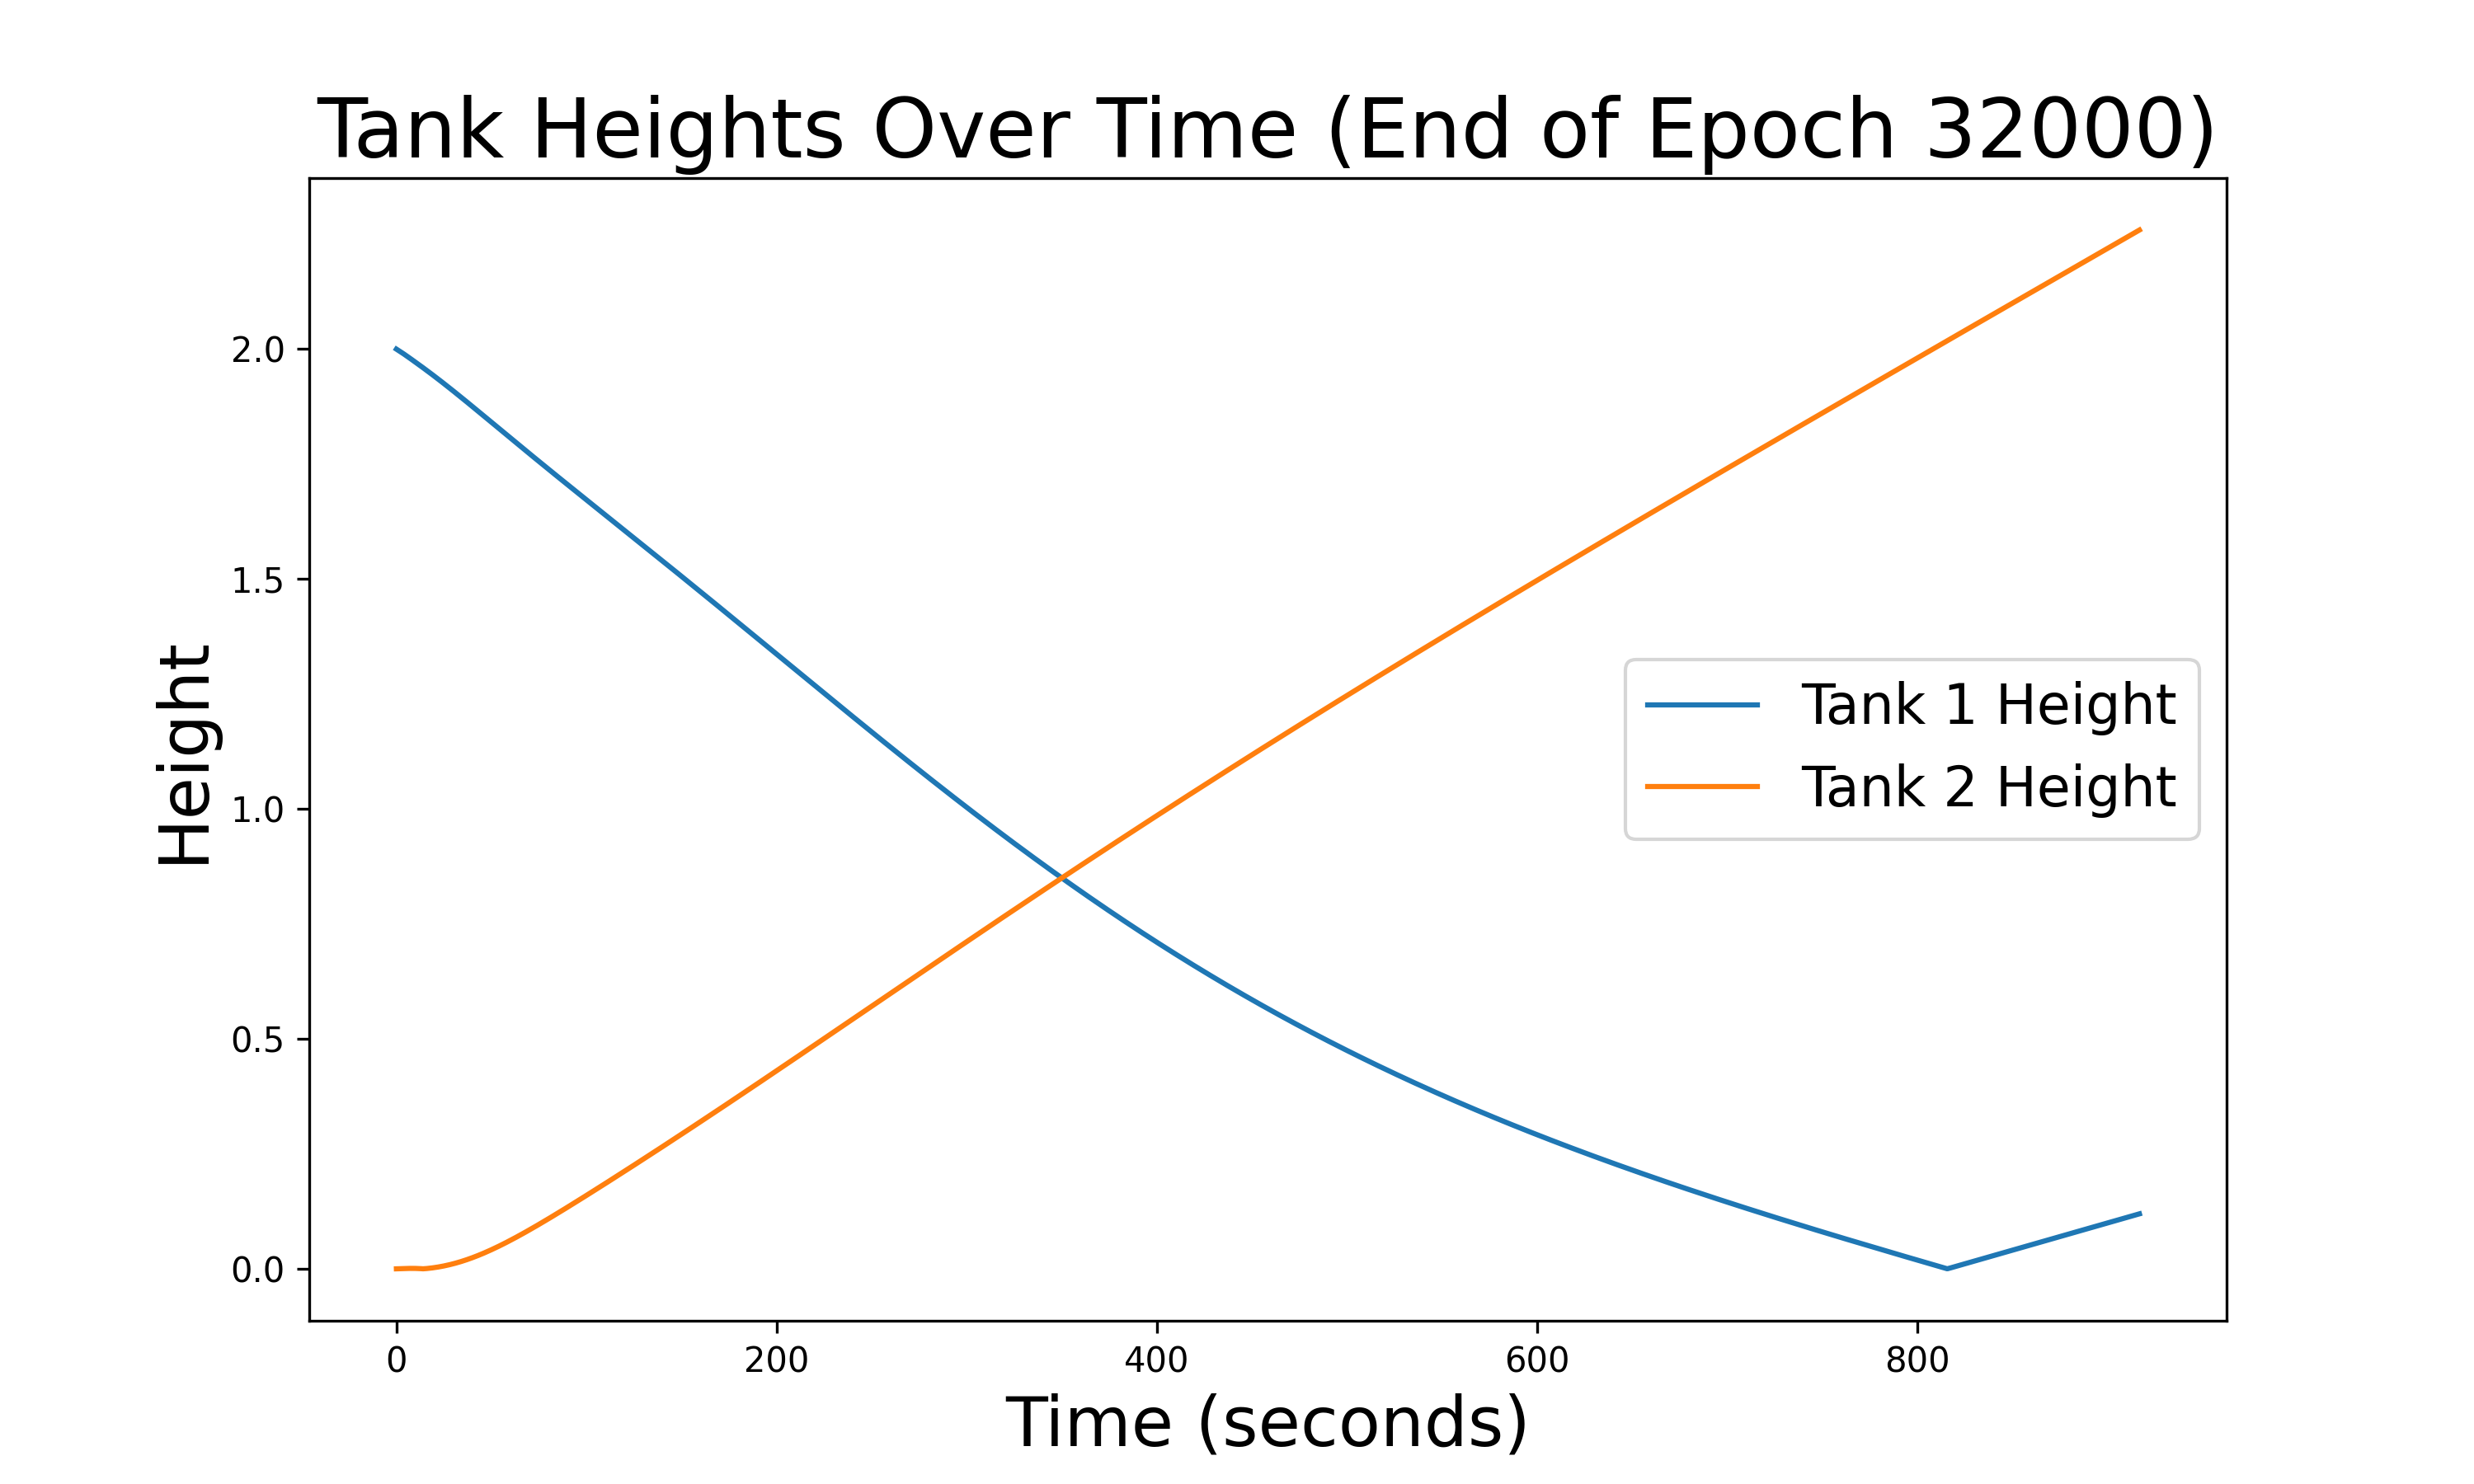 Tank Heights Over Time (End of Epoch 32000)
Height
2.0
1.5
1.0
0.5
0.0
Tank 1 Height
Tank 2 Height
0 200 400 600 800
Time (seconds)